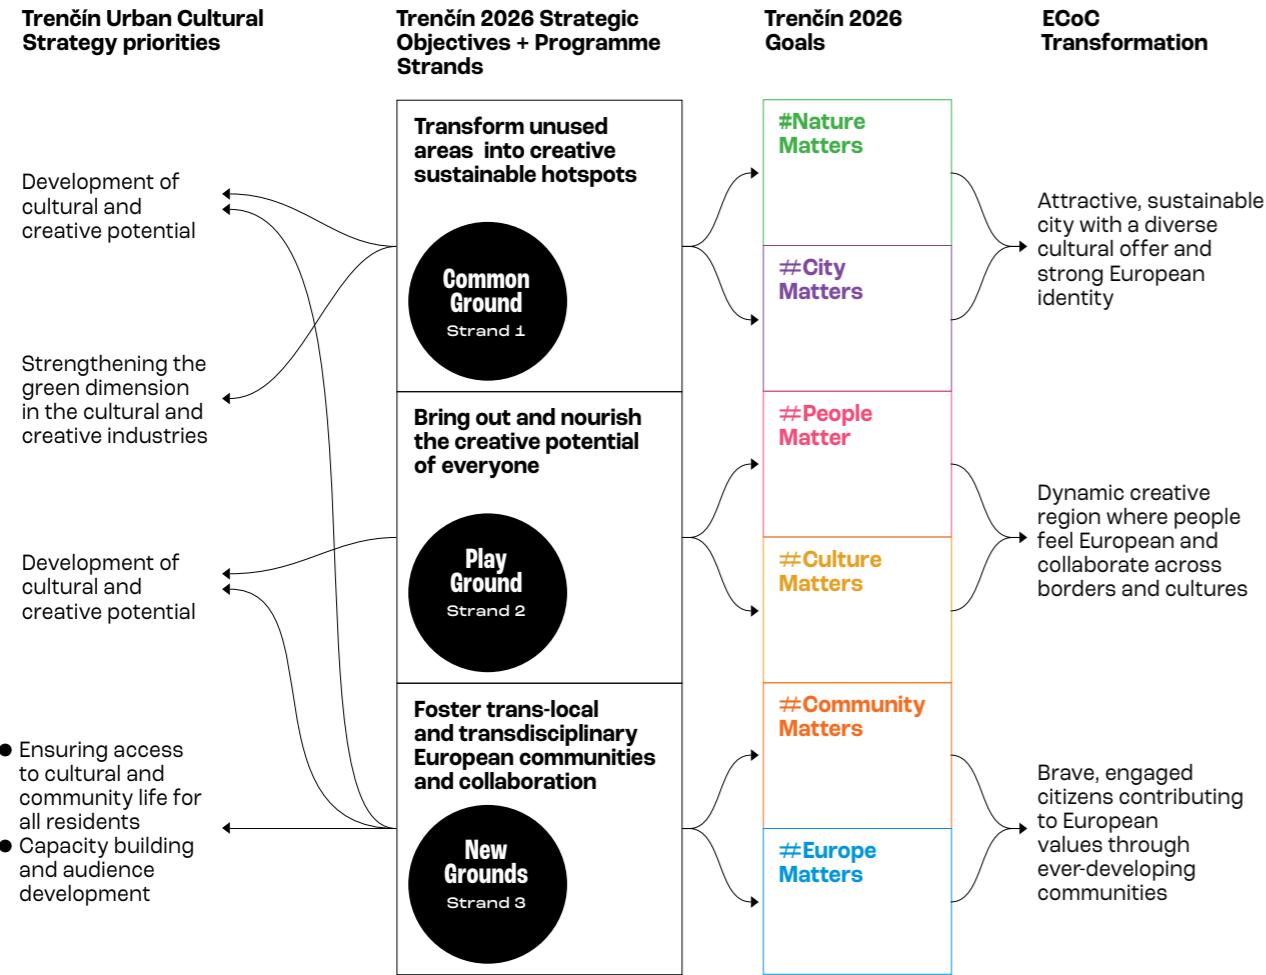 Trenčín Urban Cultural
Strategy priorities
Development of
cultural and
creative potential
Strengthening the
green dimension
in the cultural and
creative industries
Development of
cultural and
creative potential
● Ensuring access
to cultural and
community life for
all residents
● Capacity building
and audience
development
Trenčín 2026 Strategic
Objectives + Programme
Strands
Transform unused
areas into creative
sustainable hotspots
Common
Ground
Strand 1
Bring out and nourish
the creative potential
of everyone
Play
Ground
Strand 2
Foster trans-local
and transdisciplinary
European communities
and collaboration
New
Grounds
Strand 3
Trenčín 2026
Goals
#Nature
Matters
#City
Matters
#People
Matter
#Culture
Matters
#Community
Matters
#Europe
Matters
ECoC
Transformation
Attractive, sustainable
city with a diverse
cultural offer and
strong European
identity
Dynamic creative
region where people
feel European and
collaborate across
borders and cultures
Brave, engaged
citizens contributing
to European
values through
ever-developing
communities